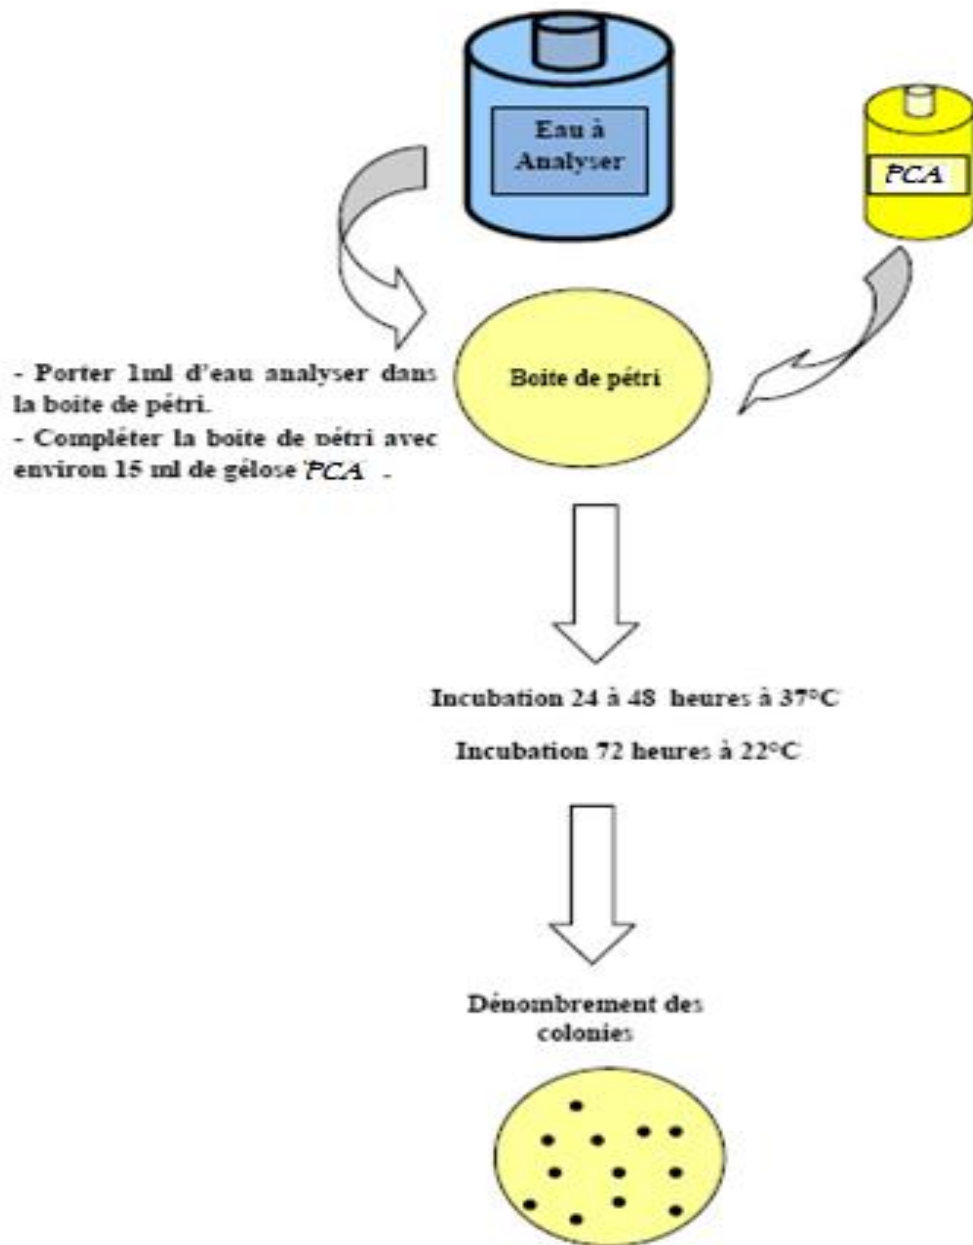 Eau à
Analyser
PCA
Boite de pétri
- Porter 1ml d'eau analyser dans
la boite de pétri.
- Compléter la boite de pétri avec
environ 15 ml de gélose PCA .
Incubation 24 à 48 heures à 37°C
Incubation 72 heures à 22°C
Dénombrement des
colonies